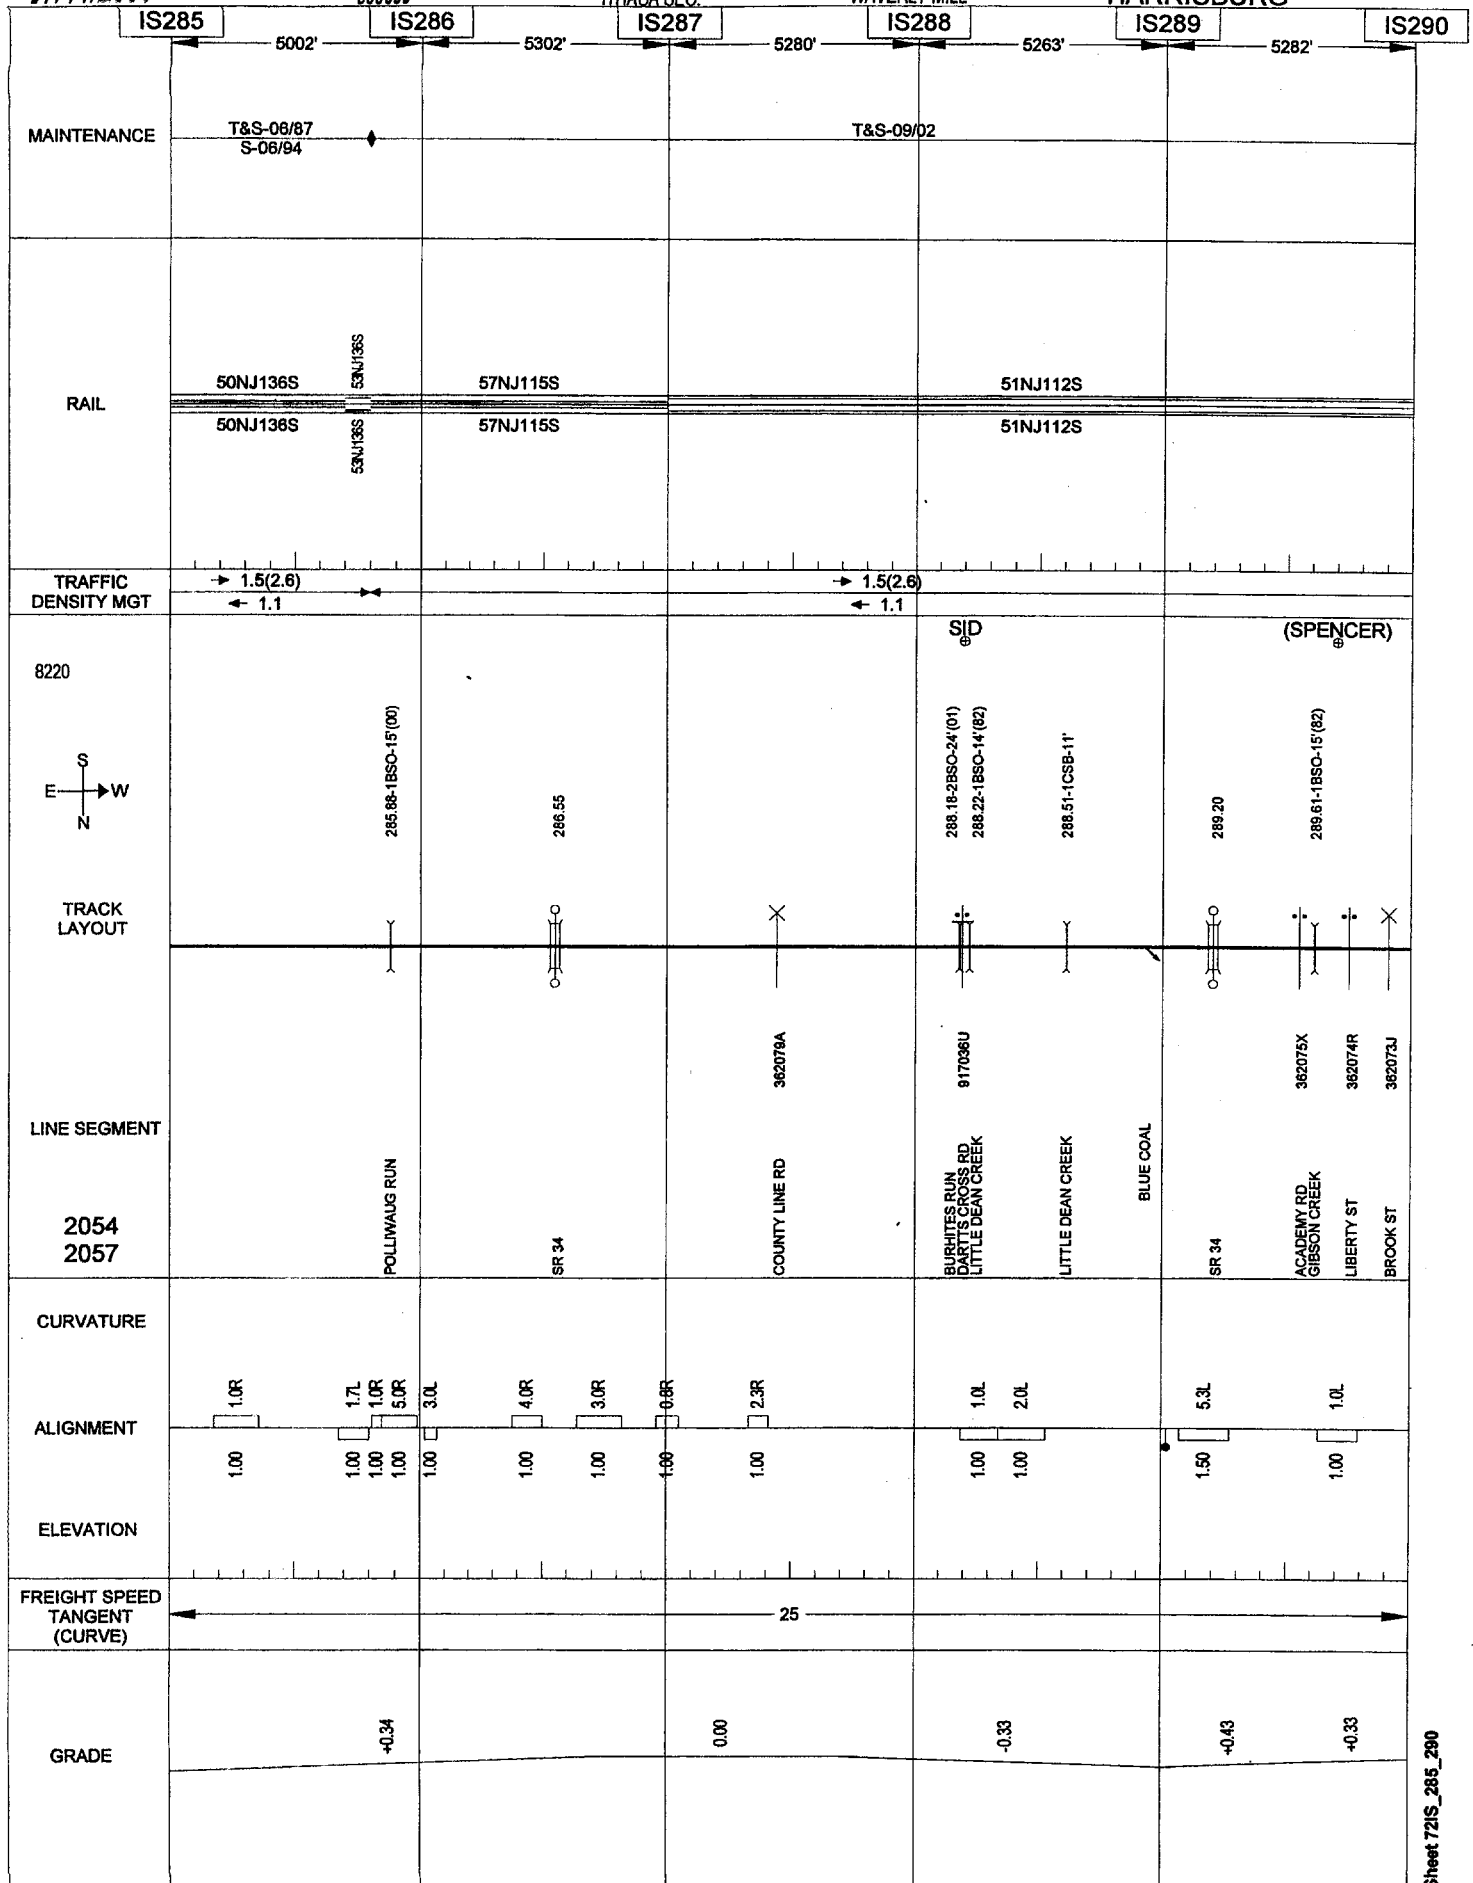 ITHACA SEC.
HARRISBURG
IS285 IS286 IS287 IS288 IS289 IS290
5002' 5302' 5280' 5263' 5282'
MAINTENANCE
T&S-06/87
S-06/94
T&S-09/02
RAIL
50NJ136S 53NJ136S 57NJ115S 51NJ112S
50NJ136S 53NJ136S 57NJ115S 51NJ112S
TRAFFIC
DENSITY MGT
1.5(2.6) 1.5(2.6)
1.1 1.1
SID (SPENCER)
8220
S
E W
N
285.88-1BSO-15'(00)
286.55
288.18-2BSO-24'(01)
288.22-1BSO-14'(82)
288.51-1CSB-11'
289.20
289.61-1BSO-15'(82)
TRACK
LAYOUT
362079A
917036U
362075X
362074R
362073J
LINE SEGMENT
2054
2057
POLLIWAUG RUN
SR 34
COUNTY LINE RD
BURHITES RUN
DARTTS CROSS RD
LITTLE DEAN CREEK
LITTLE DEAN CREEK
BLUE COAL
SR 34
ACADEMY RD
GIBSON CREEK
LIBERTY ST
BROOK ST
CURVATURE
1.0R 1.7L 1.0R 5.0R 3.0L 4.0R 3.0R 0.8R 2.3R 1.0L 2.0L 5.3L 1.0L
ALIGNMENT
1.00 1.00 1.00 1.00 1.00 1.00 1.00 1.00 1.00 1.00 1.00 1.50 1.00
ELEVATION
FREIGHT SPEED
TANGENT
(CURVE)
25
GRADE
+0.34 0.00 -0.33 +0.43 +0.33
Sheet 72IS_285_290